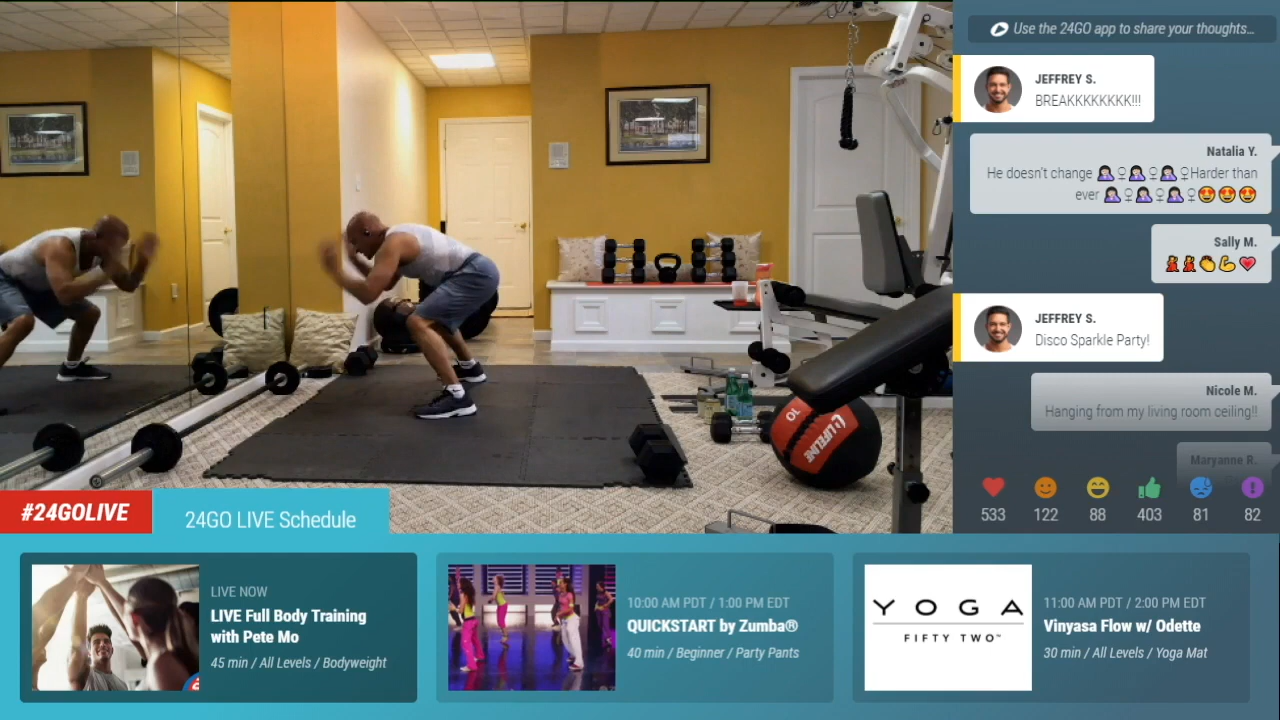 Use the 24GO app to share your thoughts...
JEFFREY S.
BREAKKKKKKKK!!!
Natalia Y.
He doesn't change 🤦🏻‍♀🤦🏻‍♀🤦🏻‍♀Harder than
ever 🤦🏻‍♀🤦🏻‍♀🤦🏻‍♀😍😍😍
Sally M.
💃💃👏💪❤
JEFFREY S.
Disco Sparkle Party!
Nicole M.
Hanging from my living room ceiling!!
Maryanne R.
533 122 88 403 81 82
10
LIFELINE
#24GOLIVE
24GO LIVE Schedule
LIVE NOW
LIVE Full Body Training
with Pete Mo
45 min / All Levels / Bodyweight
10:00 AM PDT / 1:00 PM EDT
QUICKSTART by Zumba®
40 min / Beginner / Party Pants
YOGA
FIFTY TWO™
11:00 AM PDT / 2:00 PM EDT
Vinyasa Flow w/ Odette
30 min / All Levels / Yoga Mat